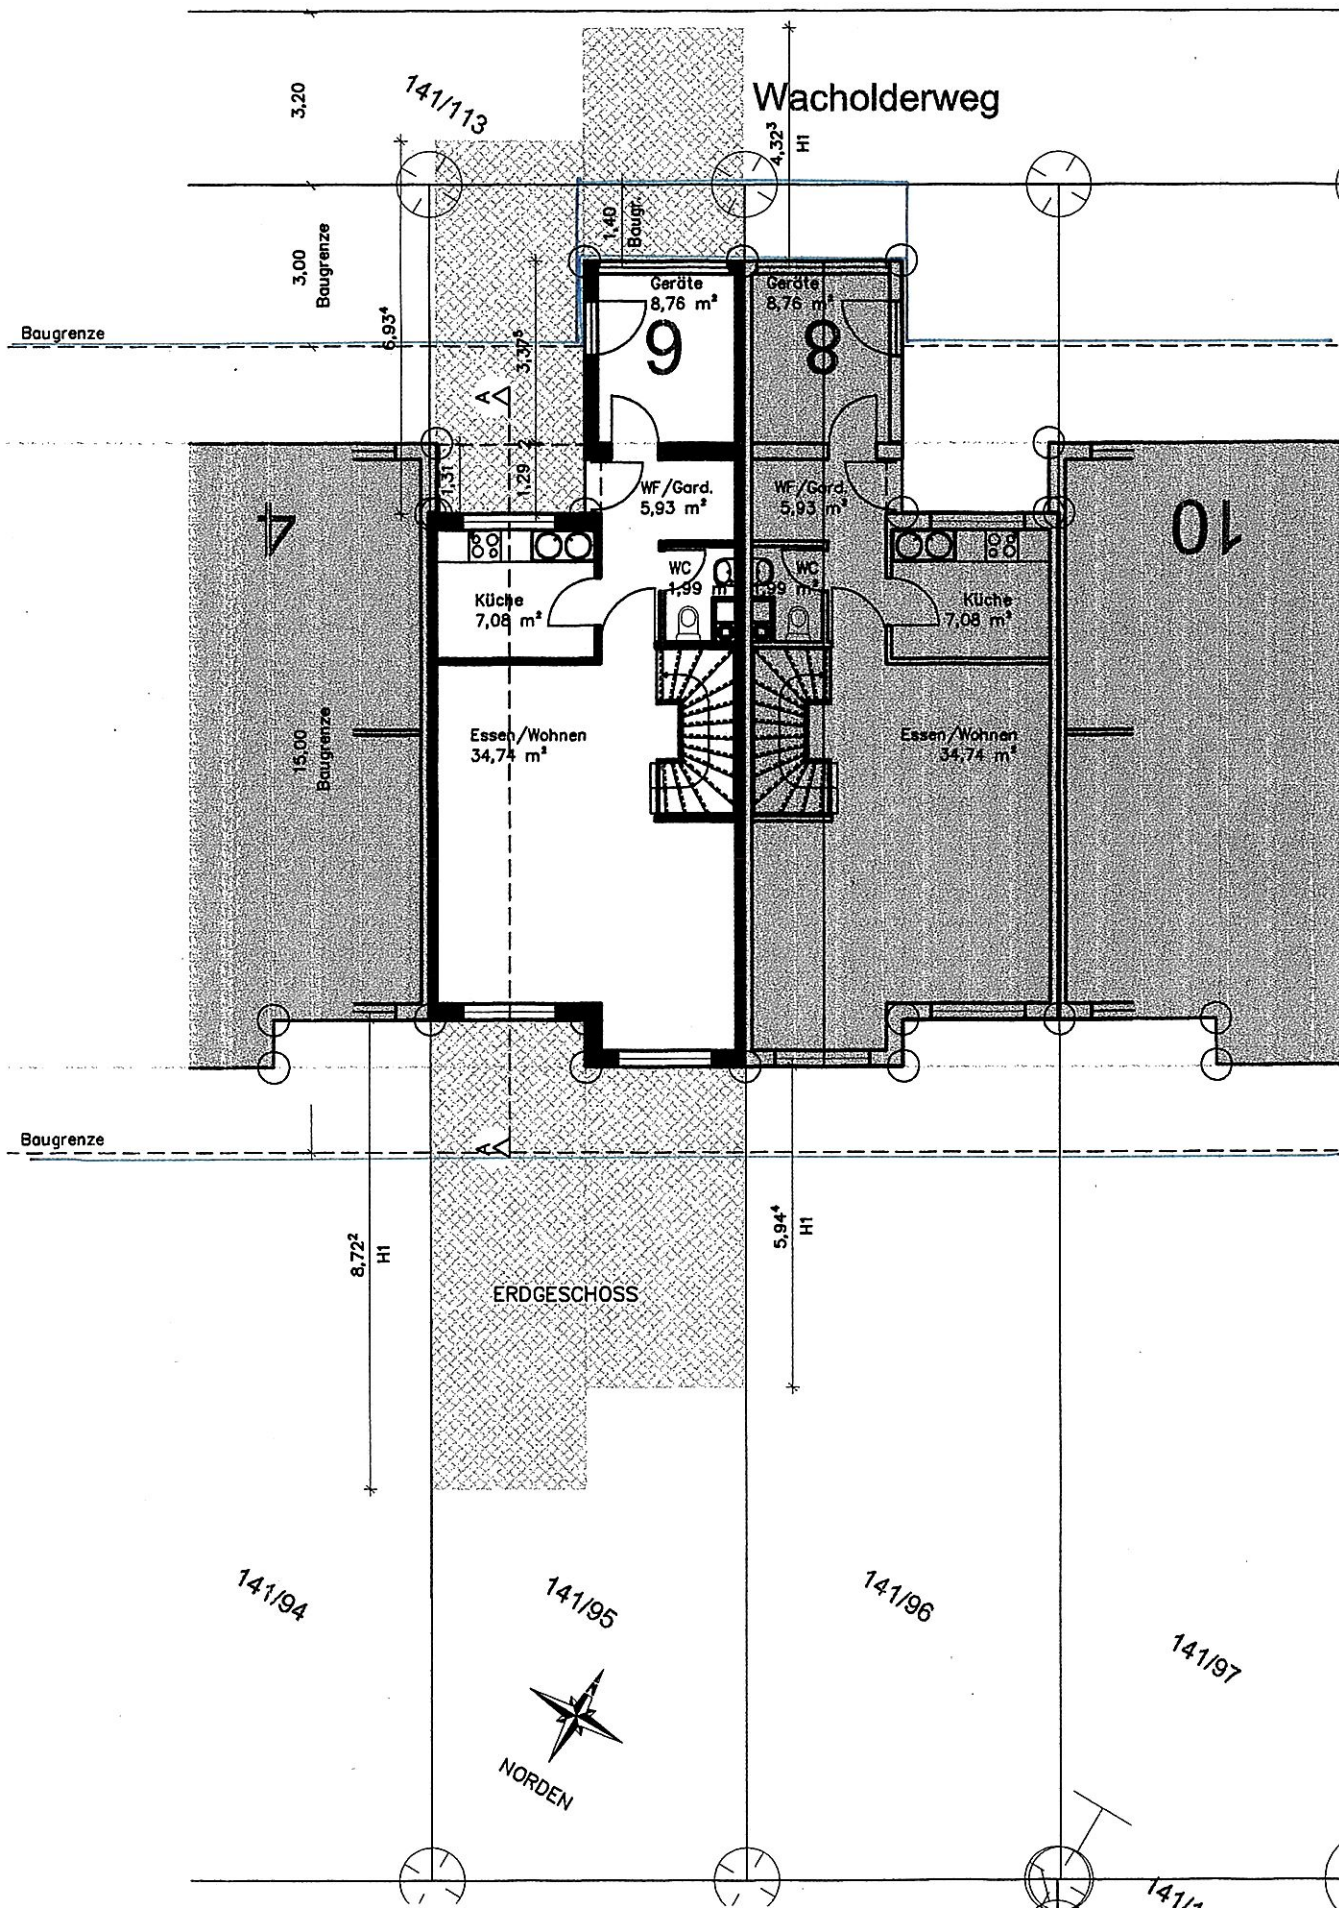 3,20
141/113
Wacholderweg
4,32³
H1
3,00
Baugrenze
6,93⁴
1,40
Baugr.
Baugrenze
Geräte
8,76 m²
Geräte
8,76 m²
9
8
3,37⁵
A
1,31
1,29
2
WF/Gard.
5,93 m²
WF/Gard.
5,93 m²
4
10
WC
1,99 m²
WC
1,99 m²
Küche
7,08 m²
Küche
7,08 m²
15,00
Baugrenze
Essen/Wohnen
34,74 m²
Essen/Wohnen
34,74 m²
Baugrenze
A
8,72²
H1
5,94⁴
H1
ERDGESCHOSS
141/94
141/95
141/96
141/97
NORDEN